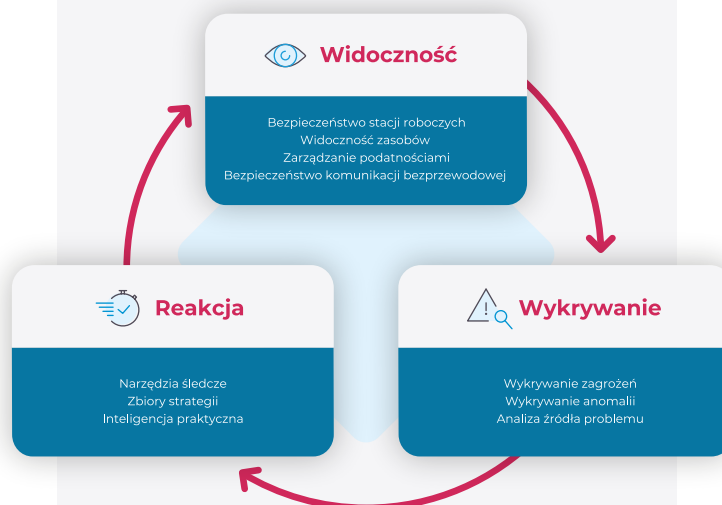 Widoczność
Bezpieczeństwo stacji roboczych
Widoczność zasobów
Zarządzanie podatnościami
Bezpieczeństwo komunikacji bezprzewodowej
Reakcja
Narzędzia śledcze
Zbiory strategii
Inteligencja praktyczna
Wykrywanie
Wykrywanie zagrożeń
Wykrywanie anomalii
Analiza źródła problemu